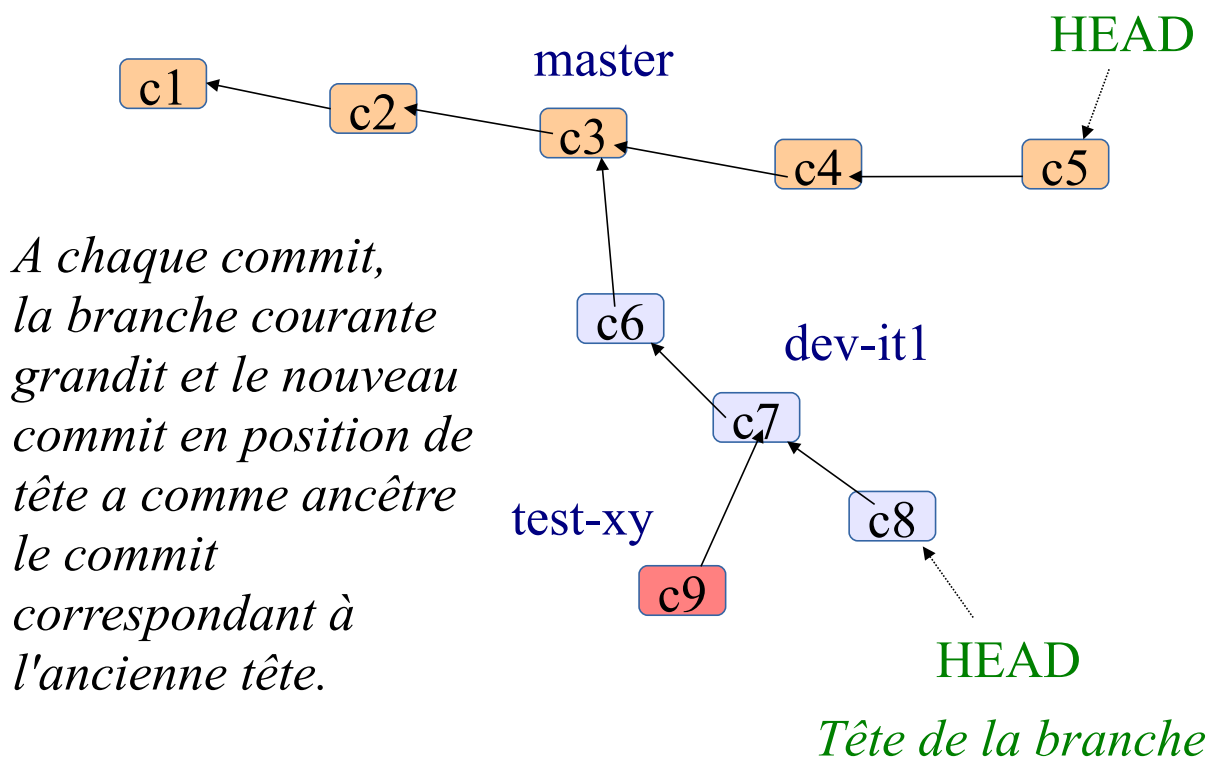 HEAD
master
c1
c2
c3
c4
c5
A chaque commit,
la branche courante
grandit et le nouveau
commit en position de
tête a comme ancêtre
le commit
correspondant à
l'ancienne tête.
c6
dev-it1
c7
test-xy
c8
c9
HEAD
Tête de la branche